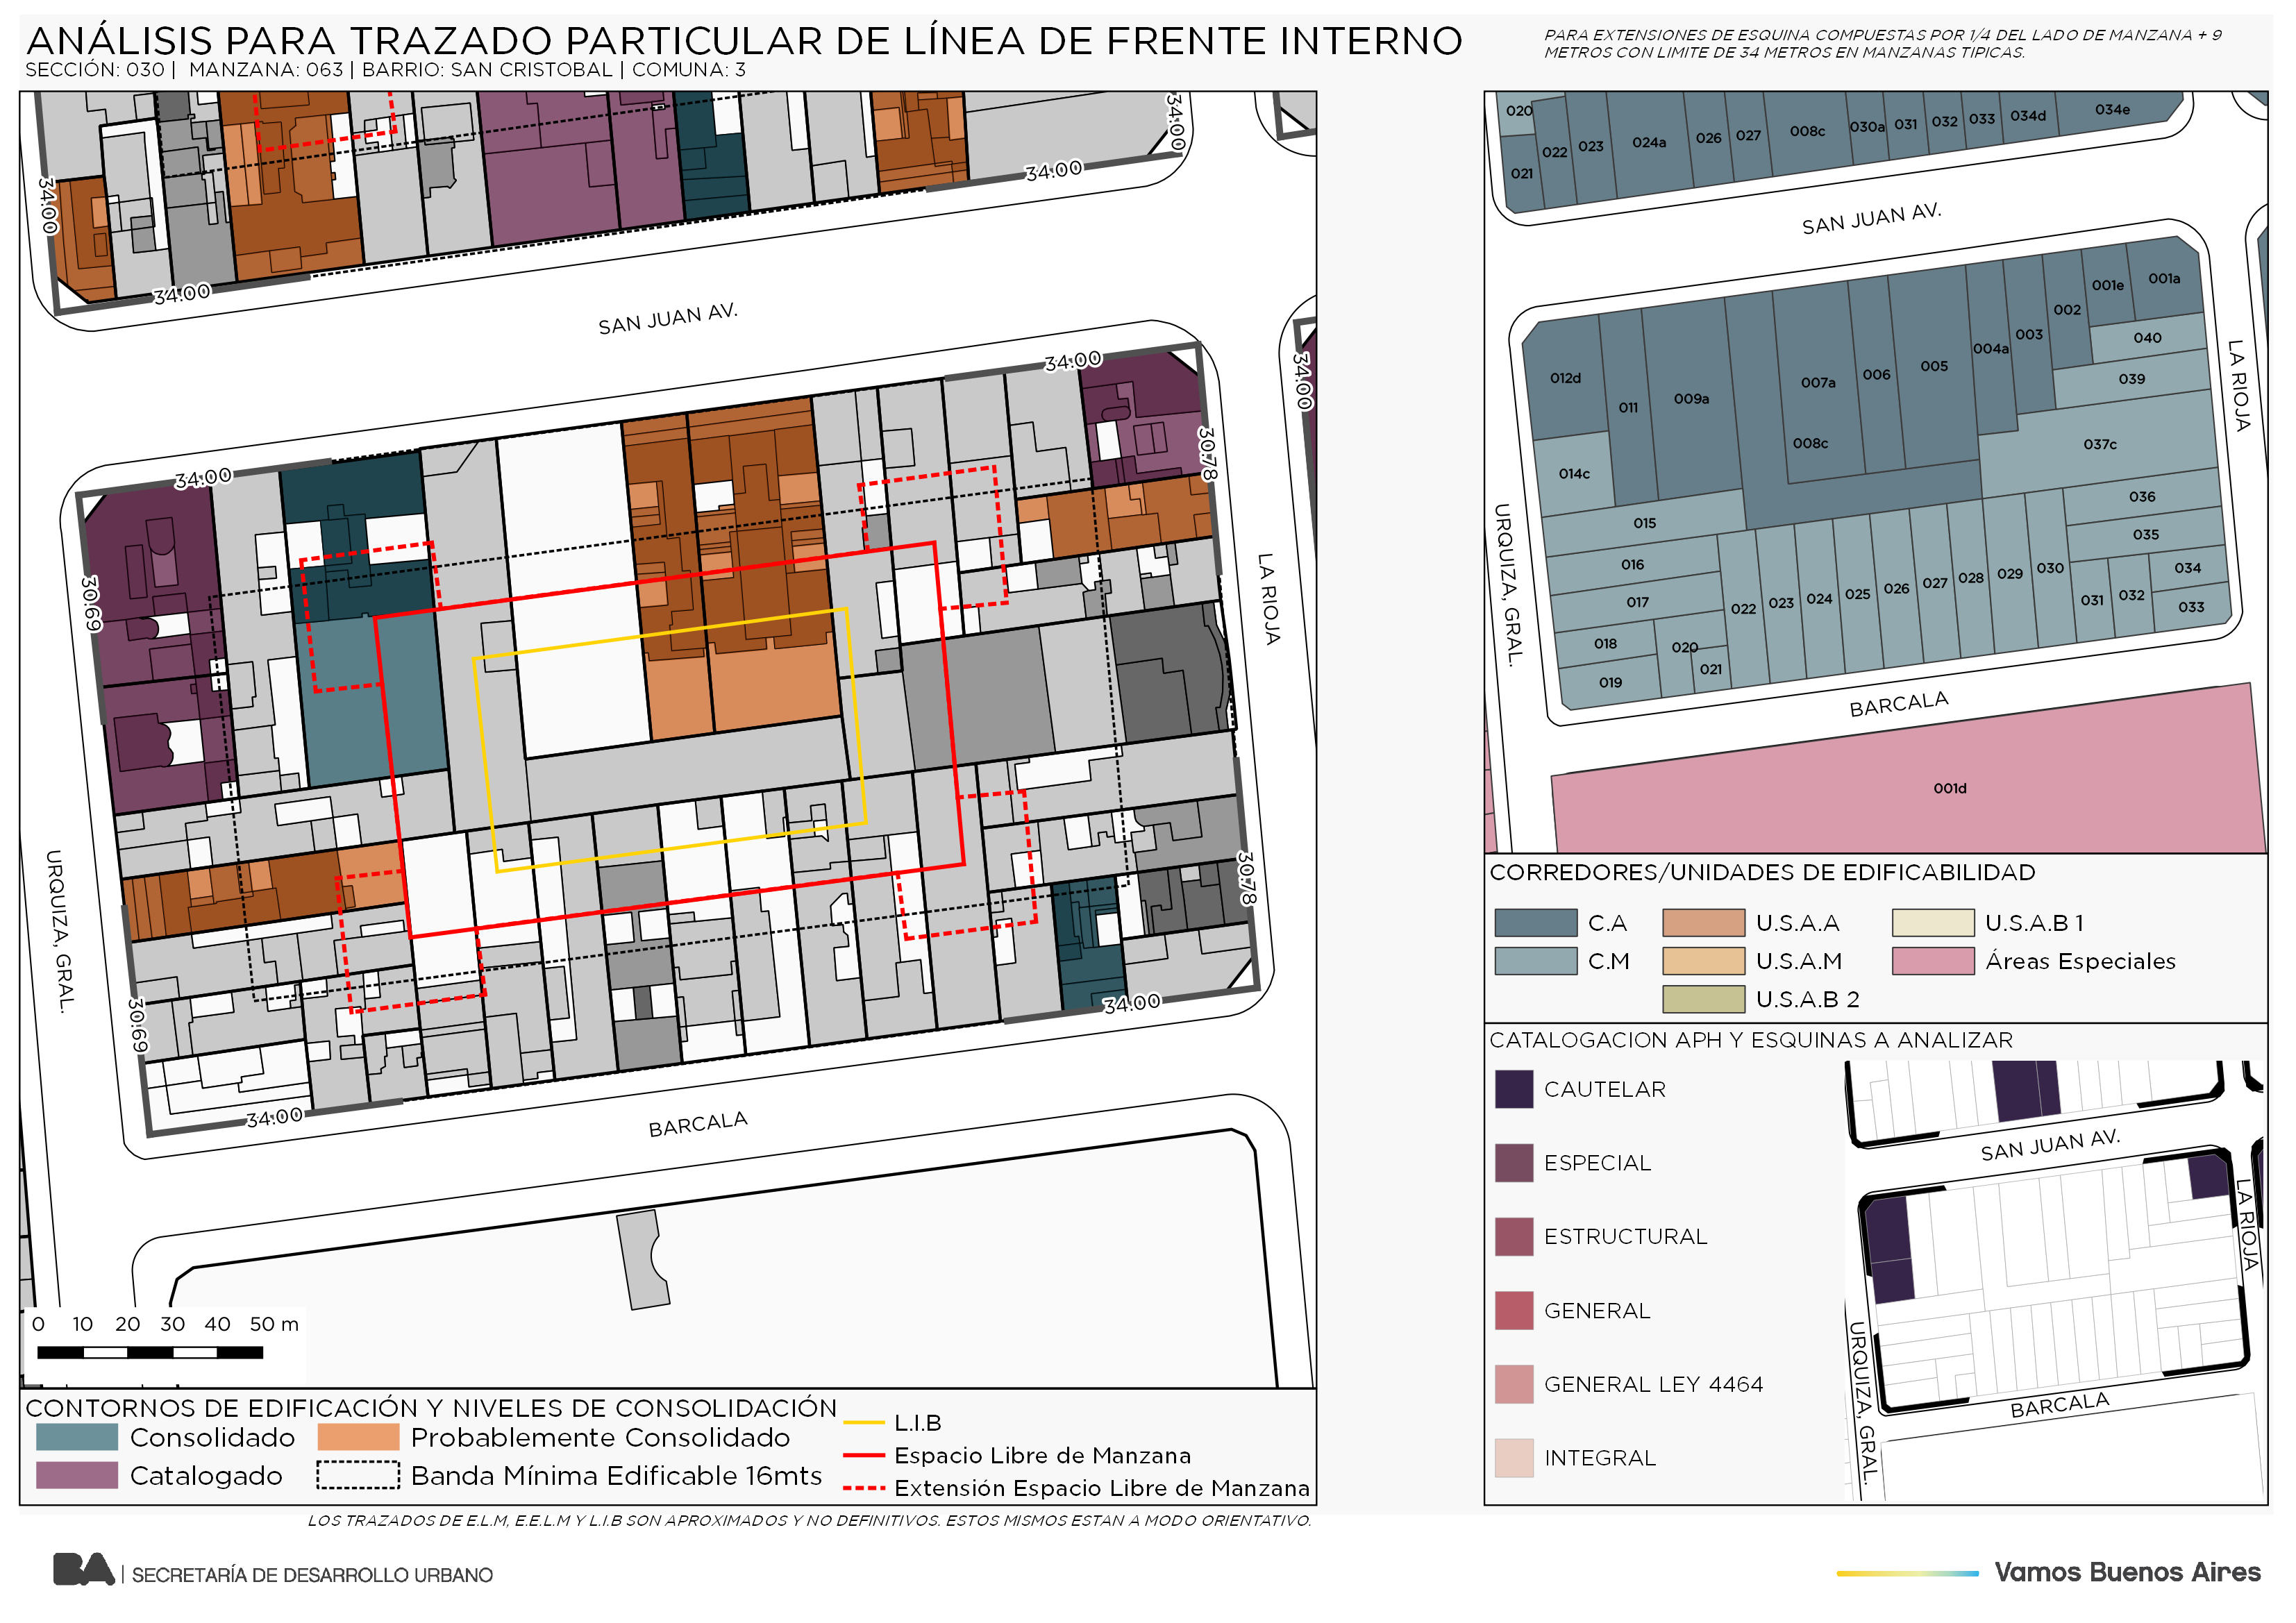 ANÁLISIS PARA TRAZADO PARTICULAR DE LÍNEA DE FRENTE INTERNO
SECCIÓN: 030 | MANZANA: 063 | BARRIO: SAN CRISTOBAL | COMUNA: 3
PARA EXTENSIONES DE ESQUINA COMPUESTAS POR 1/4 DEL LADO DE MANZANA + 9
METROS CON LIMITE DE 34 METROS EN MANZANAS TIPICAS.
34.00
34.00
34.00
34.00
SAN JUAN AV.
34.00
34.00
34.00
30.78
30.69
LA RIOJA
URQUIZA, GRAL.
30.78
30.69
34.00
34.00
BARCALA
0 10 20 30 40 50 m
CONTORNOS DE EDIFICACIÓN Y NIVELES DE CONSOLIDACIÓN
Consolidado
Probablemente Consolidado
Catalogado
Banda Mínima Edificable 16mts
L.I.B
Espacio Libre de Manzana
Extensión Espacio Libre de Manzana
LOS TRAZADOS DE E.L.M, E.E.L.M Y L.I.B SON APROXIMADOS Y NO DEFINITIVOS. ESTOS MISMOS ESTAN A MODO ORIENTATIVO.
020
021
022
023
024a
026
027
008c
030a
031
032
033
034d
034e
SAN JUAN AV.
012d
011
009a
007a
008c
006
005
004a
003
002
001e
001a
040
039
037c
014c
015
016
017
018
019
020
021
022
023
024
025
026
027
028
029
030
031
032
033
034
035
036
LA RIOJA
URQUIZA, GRAL.
BARCALA
001d
CORREDORES/UNIDADES DE EDIFICABILIDAD
C.A
U.S.A.A
U.S.A.B 1
C.M
U.S.A.M
Áreas Especiales
U.S.A.B 2
CATALOGACION APH Y ESQUINAS A ANALIZAR
CAUTELAR
ESPECIAL
ESTRUCTURAL
GENERAL
GENERAL LEY 4464
INTEGRAL
SAN JUAN AV.
LA RIOJA
URQUIZA, GRAL.
BARCALA
BA | SECRETARÍA DE DESARROLLO URBANO
Vamos Buenos Aires